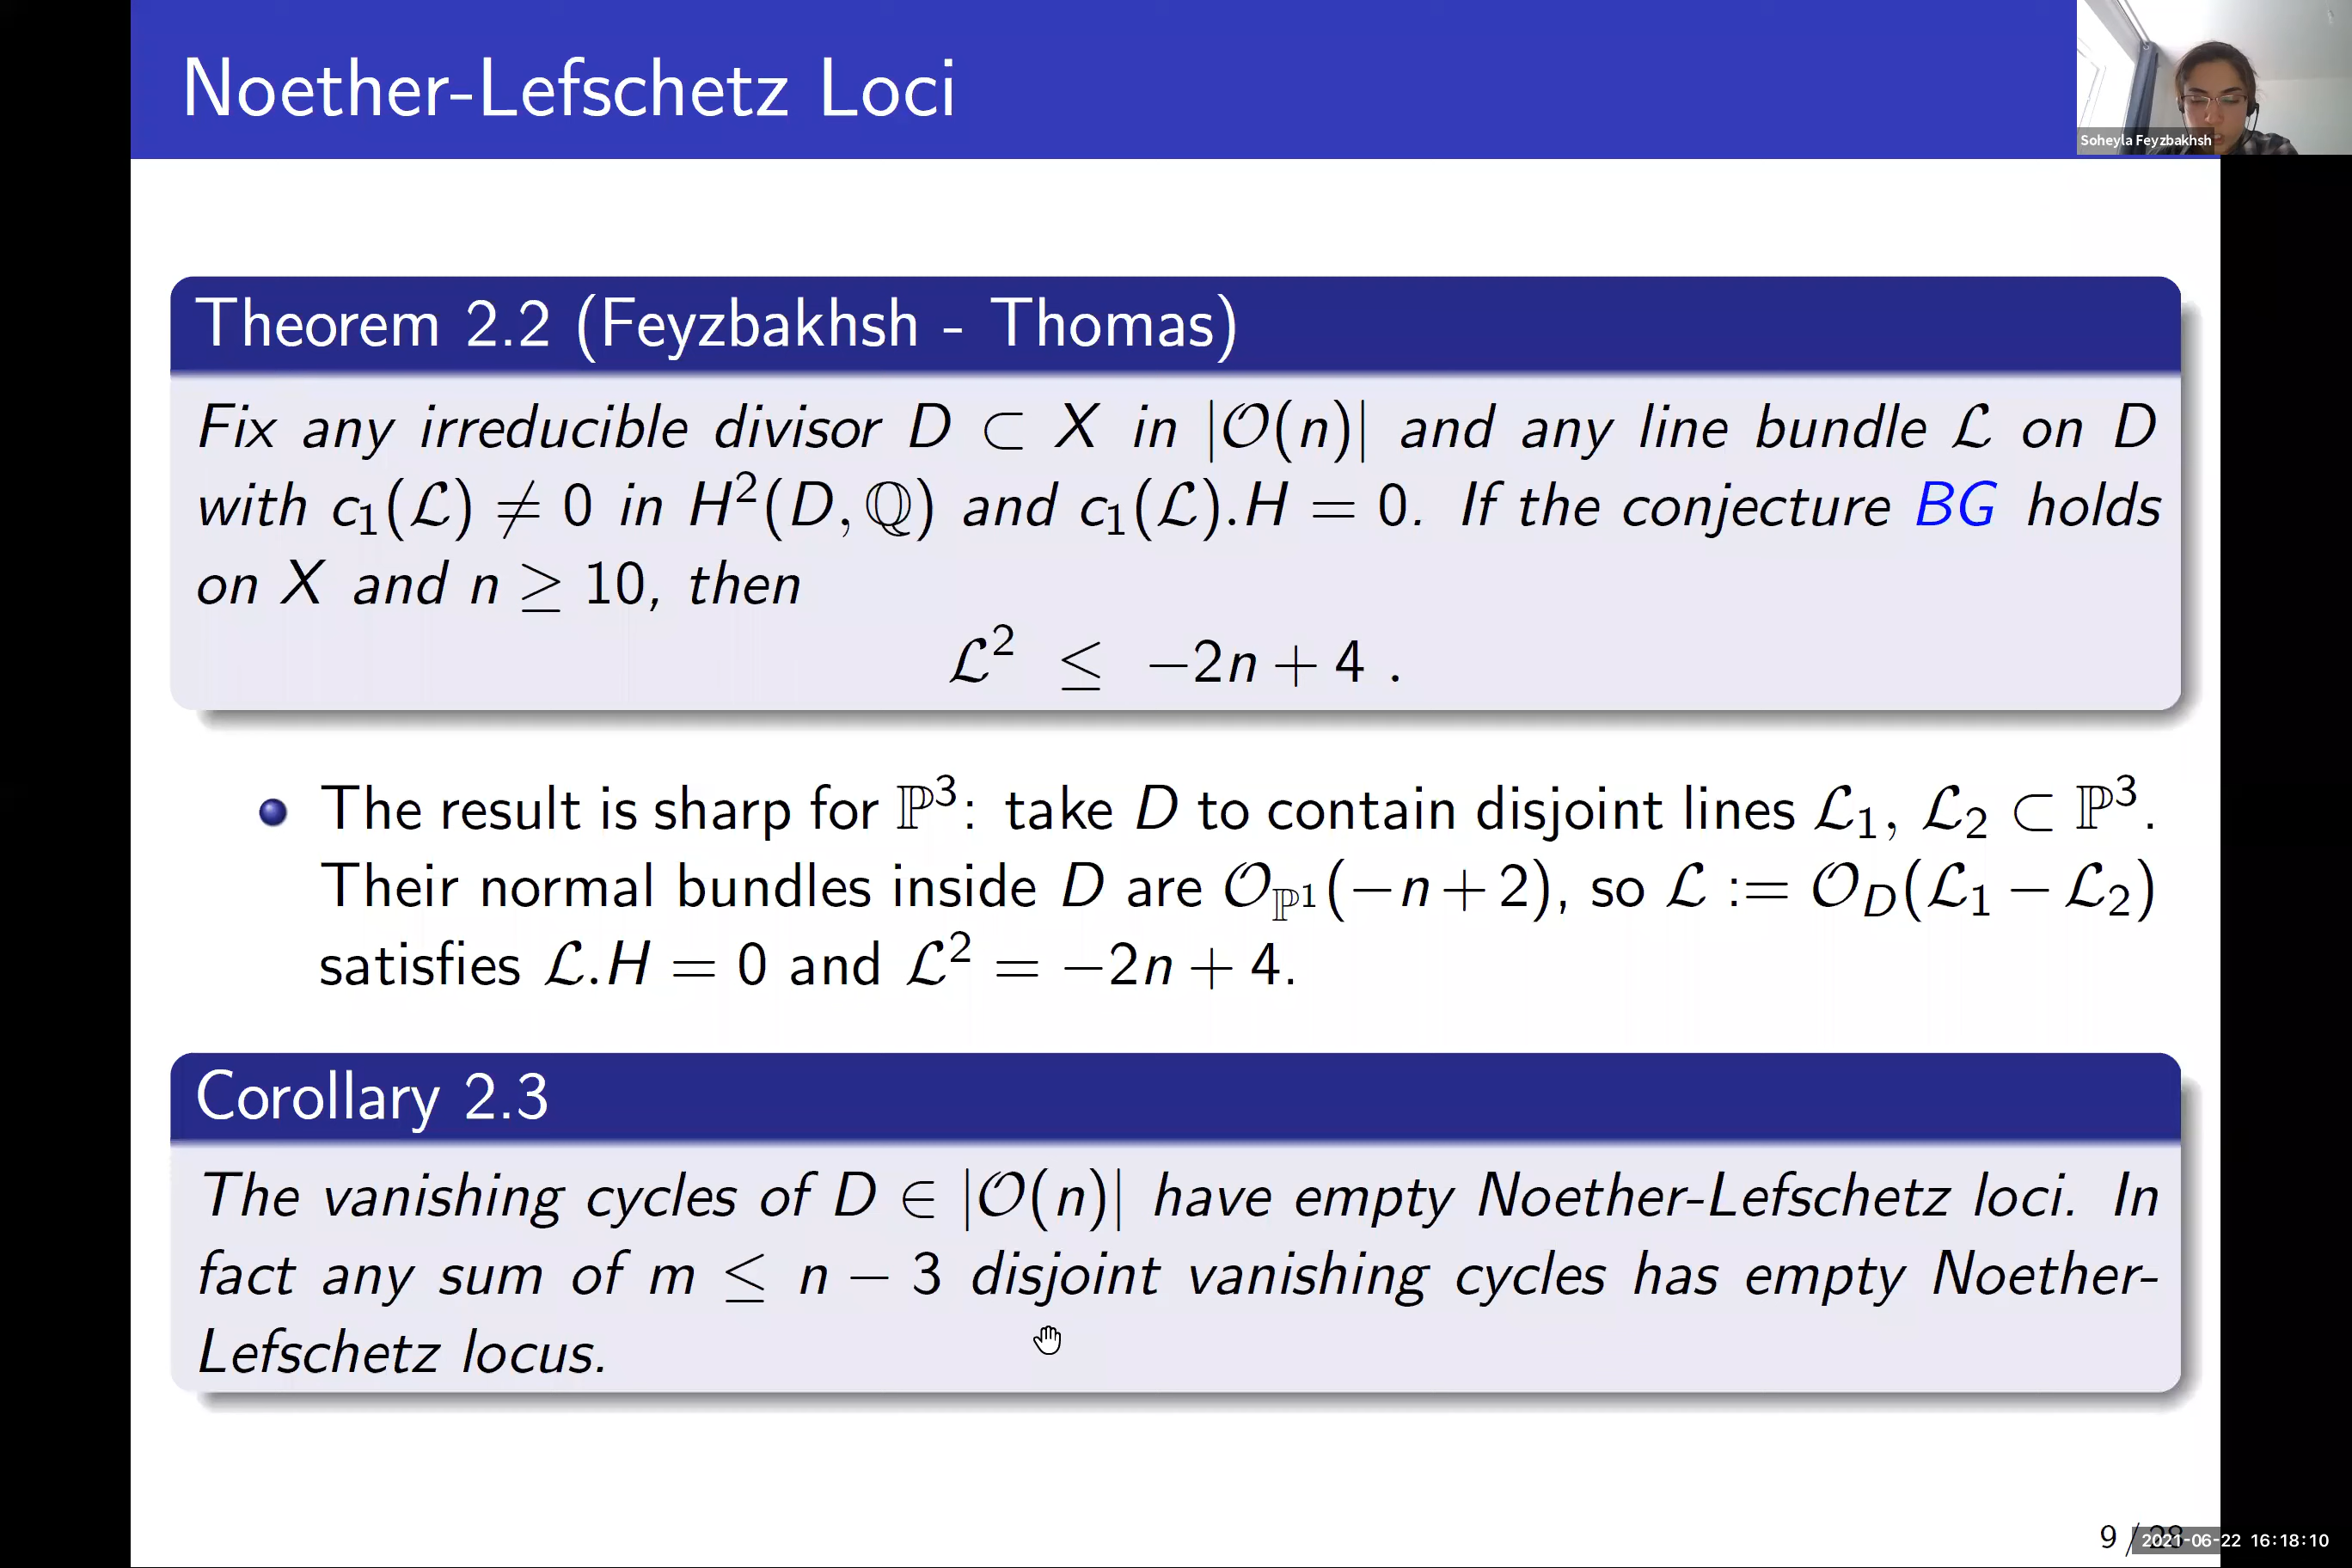 Noether-Lefschetz Loci
Soheyla Feyzbakhsh
Theorem 2.2 (Feyzbakhsh - Thomas)
Fix any irreducible divisor D ⊂ X in |𝒪(n)| and any line bundle ℒ on D
with c₁(ℒ) ≠ 0 in H²(D, ℚ) and c₁(ℒ).H = 0. If the conjecture BG holds
on X and n ≥ 10, then
ℒ² ≤ −2n + 4 .
The result is sharp for ℙ³: take D to contain disjoint lines ℒ₁, ℒ₂ ⊂ ℙ³.
Their normal bundles inside D are 𝒪_ℙ¹(−n + 2), so ℒ := 𝒪_D(ℒ₁ − ℒ₂)
satisfies ℒ.H = 0 and ℒ² = −2n + 4.
Corollary 2.3
The vanishing cycles of D ∈ |𝒪(n)| have empty Noether-Lefschetz loci. In
fact any sum of m ≤ n − 3 disjoint vanishing cycles has empty Noether-
Lefschetz locus.
9 / 28
2021-06-22 16:18:10